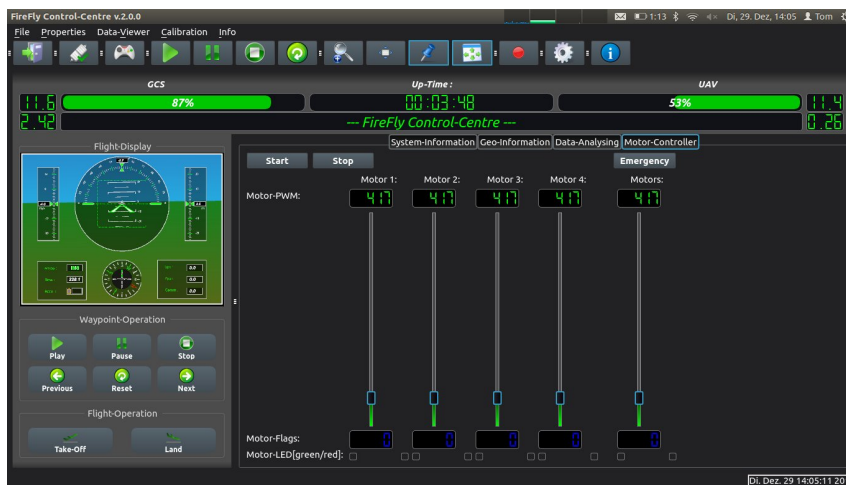 FireFly Control-Centre v.2.0.0
1:13 Di, 29. Dez, 14:05 Tom
File Properties Data-Viewer Calibration Info
GCS Up-Time : UAV
11.6 87% 00:03:48 53% 11.4
2.42 --- FireFly Control-Centre --- 0.26
System-Information Geo-Information Data-Analysing Motor-Controller
Flight-Display
Start Stop Emergency
Motor 1: Motor 2: Motor 3: Motor 4: Motors:
Motor-PWM: 417 417 417 417 417
Waypoint-Operation
Play Pause Stop
Previous Reset Next
Flight-Operation
Take-Off Land
Motor-Flags: 0 0 0 0 0
Motor-LED[green/red]:
Di. Dez. 29 14:05:11 20